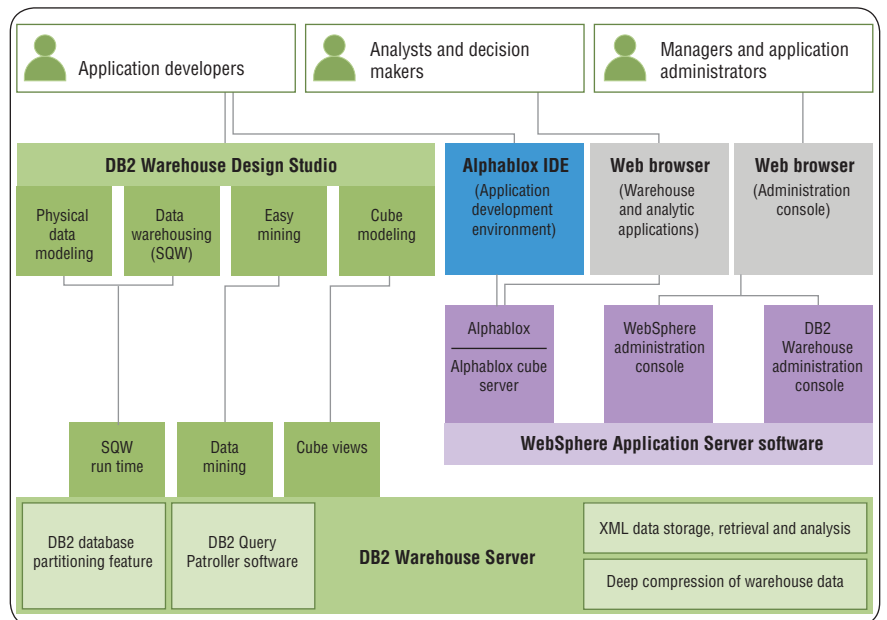 Application developers
Analysts and decision
makers
Managers and application
administrators
DB2 Warehouse Design Studio
Physical
data
modeling
Data
warehousing
(SQW)
Easy
mining
Cube
modeling
Alphablox IDE
(Application
development
environment)
Web browser
(Warehouse
and analytic
applications)
Web browser
(Administration
console)
Alphablox
Alphablox cube
server
WebSphere
administration
console
DB2
Warehouse
administration
console
WebSphere Application Server software
SQW
run time
Data
mining
Cube views
DB2 Warehouse Server
DB2 database
partitioning feature
DB2 Query
Patroller software
XML data storage, retrieval and analysis
Deep compression of warehouse data